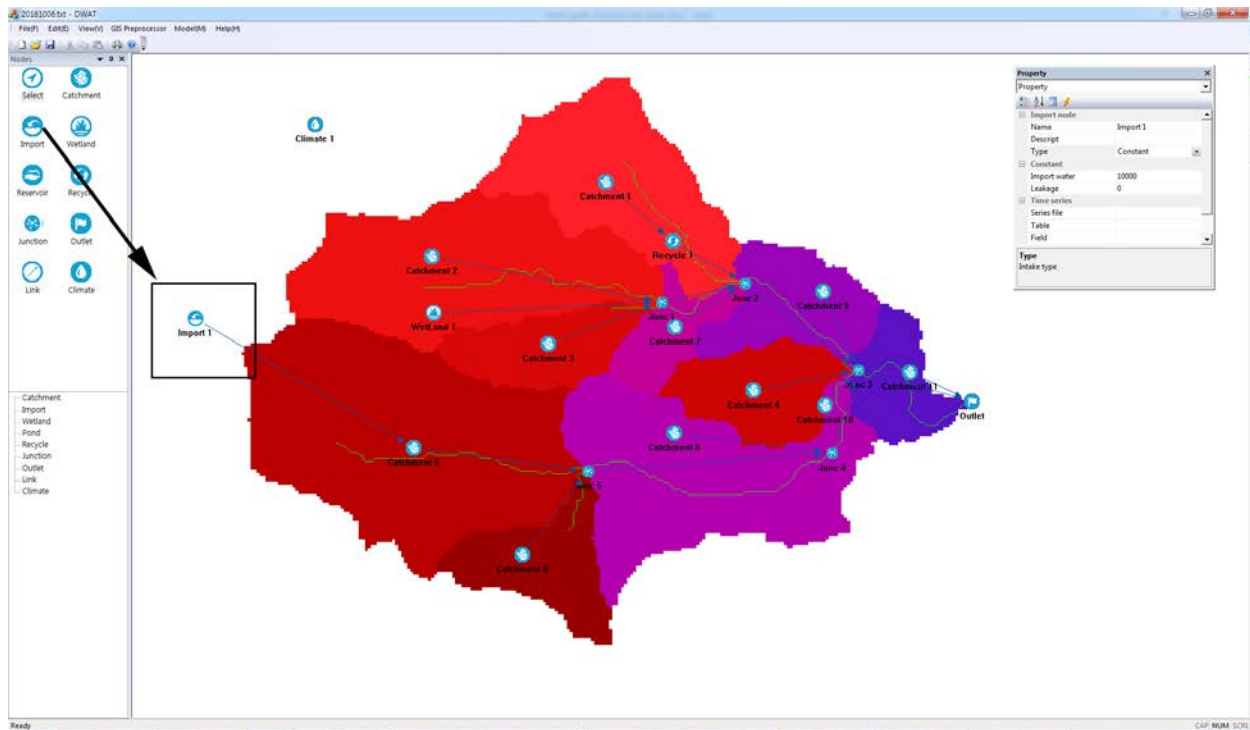 20161006.txt - DWAT
File(F) Edit(E) View(V) GIS Preprocessor Model(M) Help(H)
Nodes
Select Catchment
Import Wetland
Reservoir Recycle
Junction Outlet
Link Climate
Catchment
Import
Wetland
Pond
Recycle
Junction
Outlet
Link
Climate
Climate 1
Catchment 1
Recycle 1
Catchment 2
Junc 2
Catchment 9
Junc 1
WetLand 1
Import 1
Catchment 7
Catchment 3
Junc 3
Catchment 11
Catchment 4
Outlet
Catchment 10
Catchment 8
Catchment 5
Junc 4
Junc 5
Catchment 6
Property
Property
Import node
Name Import 1
Descript
Type Constant
Constant
Import water 10000
Leakage 0
Time series
Series file
Table
Field
Type
Intake type
Ready
CAP NUM SCRL